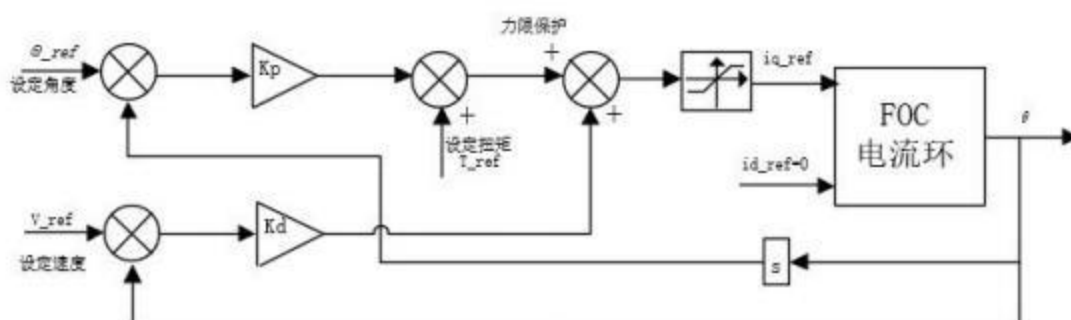 力限保护
Θ_ref
设定角度
Kp
+
+
+
+
设定扭矩
T_ref
iq_ref
FOC
电流环
θ
id_ref=0
V_ref
设定速度
Kd
s